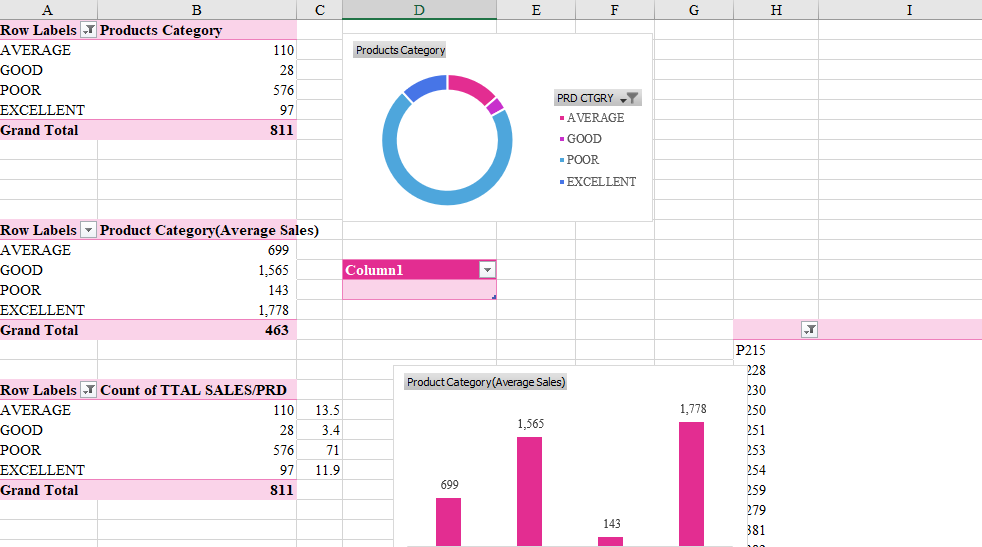 A B C D E F G H I
Row Labels Products Category
AVERAGE 110
GOOD 28
POOR 576
EXCELLENT 97
Grand Total 811
Products Category
PRD CTGRY
AVERAGE
GOOD
POOR
EXCELLENT
Row Labels Product Category(Average Sales)
AVERAGE 699
GOOD 1,565
POOR 143
EXCELLENT 1,778
Grand Total 463
Column1
Row Labels Count of TTAL SALES/PRD
AVERAGE 110 13.5
GOOD 28 3.4
POOR 576 71
EXCELLENT 97 11.9
Grand Total 811
Product Category(Average Sales)
699
1,565
143
1,778
P215
228
230
250
251
253
254
259
279
381